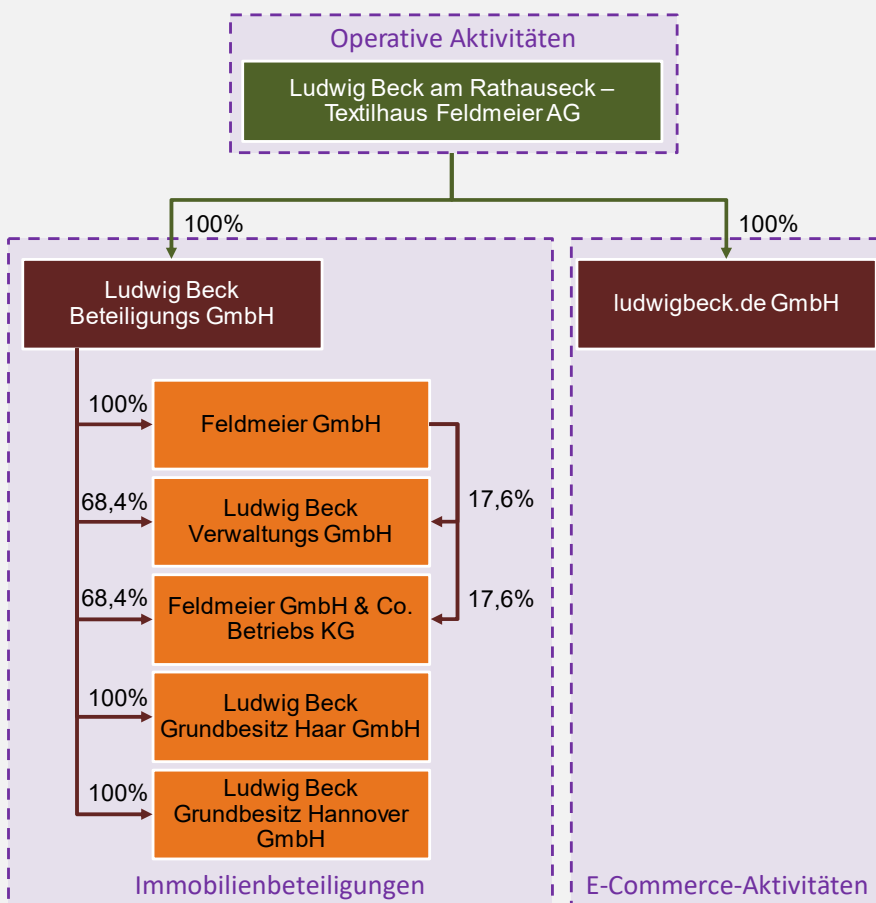 Operative Aktivitäten
Ludwig Beck am Rathauseck –
Textilhaus Feldmeier AG
100%
100%
Ludwig Beck
Beteiligungs GmbH
ludwigbeck.de GmbH
100%
Feldmeier GmbH
68,4%
Ludwig Beck
Verwaltungs GmbH
17,6%
68,4%
Feldmeier GmbH & Co.
Betriebs KG
17,6%
100%
Ludwig Beck
Grundbesitz Haar GmbH
100%
Ludwig Beck
Grundbesitz Hannover
GmbH
Immobilienbeteiligungen
E-Commerce-Aktivitäten